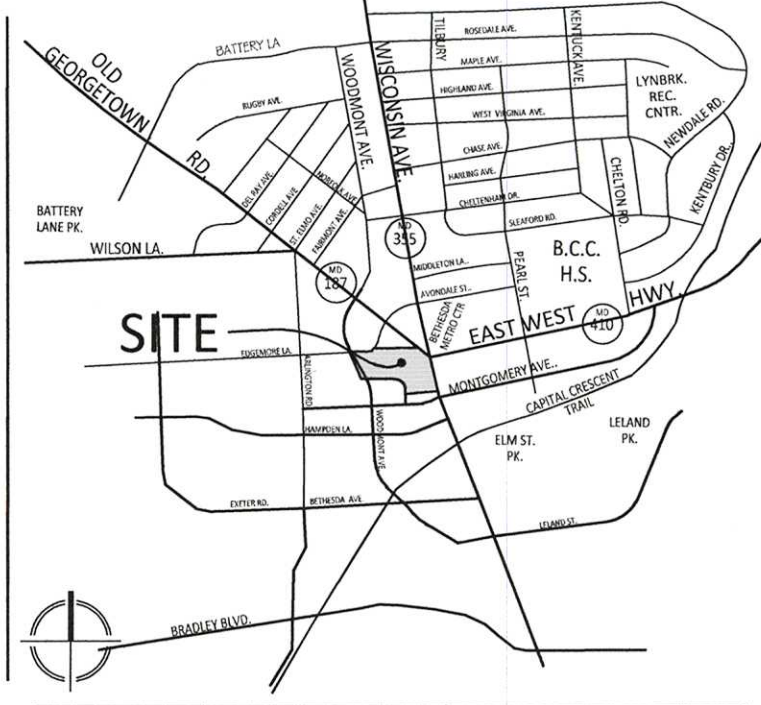 BATTERY LA
OLD
GEORGETOWN
RD.
WISCONSIN AVE.
WOODMONT AVE.
TILBURY
KENTUCK AVE.
ROSEDALE AVE.
MAPLE AVE.
HIGHLAND AVE.
WEST VIRGINIA AVE.
CHASE AVE.
HARLING AVE.
CHELTENHAM DR.
SLEAFORD RD.
LYNBRK.
REC.
CNTR.
NEWDALE RD.
KENTBURY DR.
CHELTON RD.
RUGBY AVE.
DEL RAY AVE.
CORDELL AVE
ST. ELMO AVE.
FAIRMONT AVE.
NORFOLK AVE.
BATTERY
LANE PK.
WILSON LA.
MD
355
MD
187
MIDDLETON LA..
AVONDALE ST..
PEARL ST.
B.C.C.
H.S.
BETHESDA
METRO CTR
EAST WEST
MD
410
HWY.
SITE
EDGEMORE LA.
ARLINGTON RD
MONTGOMERY AVE..
CAPITAL CRESCENT
TRAIL
HAMPDEN LA.
WOODMONT AVE.
ELM ST.
PK.
LELAND
PK.
EXETER RD.
BETHESDA AVE
LELAND ST.
BRADLEY BLVD.